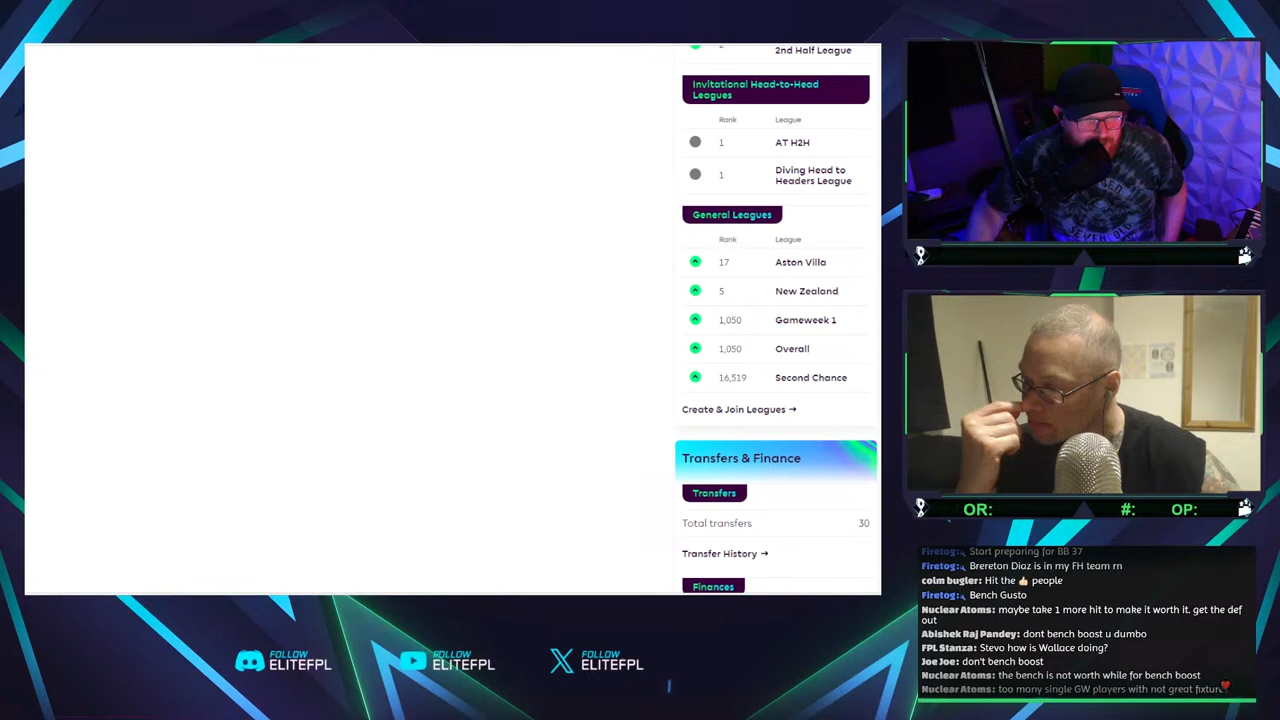 2nd Half League
Invitational Head-to-Head
Leagues
Rank League
1 AT H2H
1 Diving Head to
Headers League
General Leagues
Rank League
17 Aston Villa
5 New Zealand
1,050 Gameweek 1
1,050 Overall
16,519 Second Chance
Create & Join Leagues →
Transfers & Finance
Transfers
Total transfers 30
Transfer History →
Finances
SEVEN
OR: #: OP:
Firetog: Start preparing for BB 37
Firetog: Brereton Diaz is in my FH team rn
colm bugler: Hit the 👍 people
Firetog: Bench Gusto
Nuclear Atoms: maybe take 1 more hit to make it worth it. get the def
out
Abishek Raj Pandey: dont bench boost u dumbo
FPL Stanza: Stevo how is Wallace doing?
Joe Joe: don't bench boost
Nuclear Atoms: the bench is not worth while for bench boost
Nuclear Atoms: too many single GW players with not great fixture
FOLLOW
ELITEFPL
FOLLOW
ELITEFPL
FOLLOW
ELITEFPL